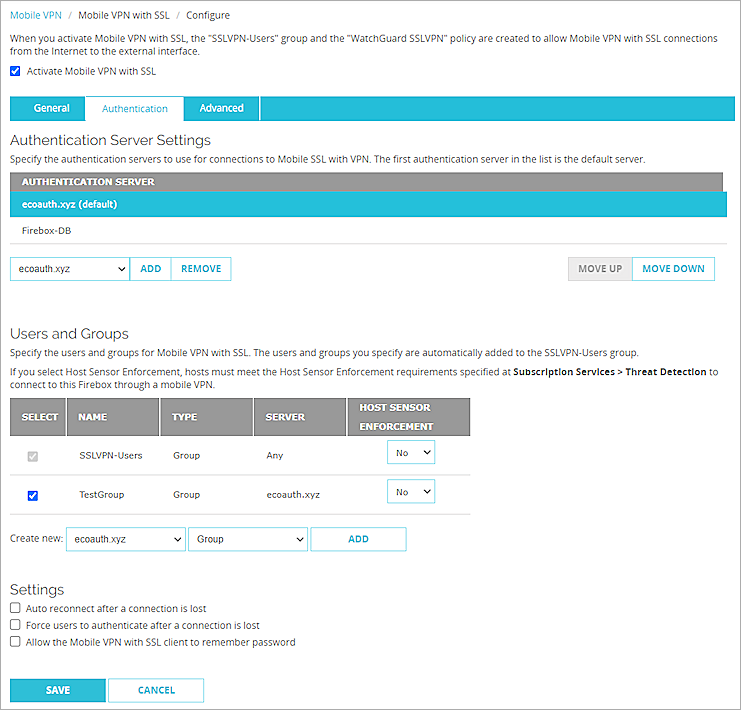 Mobile VPN / Mobile VPN with SSL / Configure
When you activate Mobile VPN with SSL, the "SSLVPN-Users" group and the "WatchGuard SSLVPN" policy are created to allow Mobile VPN with SSL connections
from the Internet to the external interface.
Activate Mobile VPN with SSL
General Authentication Advanced
Authentication Server Settings
Specify the authentication servers to use for connections to Mobile SSL with VPN. The first authentication server in the list is the default server.
AUTHENTICATION SERVER
ecoauth.xyz (default)
Firebox-DB
ecoauth.xyz ADD REMOVE MOVE UP MOVE DOWN
Users and Groups
Specify the users and groups for Mobile VPN with SSL. The users and groups you specify are automatically added to the SSLVPN-Users group.
If you select Host Sensor Enforcement, hosts must meet the Host Sensor Enforcement requirements specified at Subscription Services > Threat Detection to
connect to this Firebox through a mobile VPN.
SELECT NAME TYPE SERVER HOST SENSOR
ENFORCEMENT
SSLVPN-Users Group Any No
TestGroup Group ecoauth.xyz No
Create new: ecoauth.xyz Group ADD
Settings
Auto reconnect after a connection is lost
Force users to authenticate after a connection is lost
Allow the Mobile VPN with SSL client to remember password
SAVE CANCEL